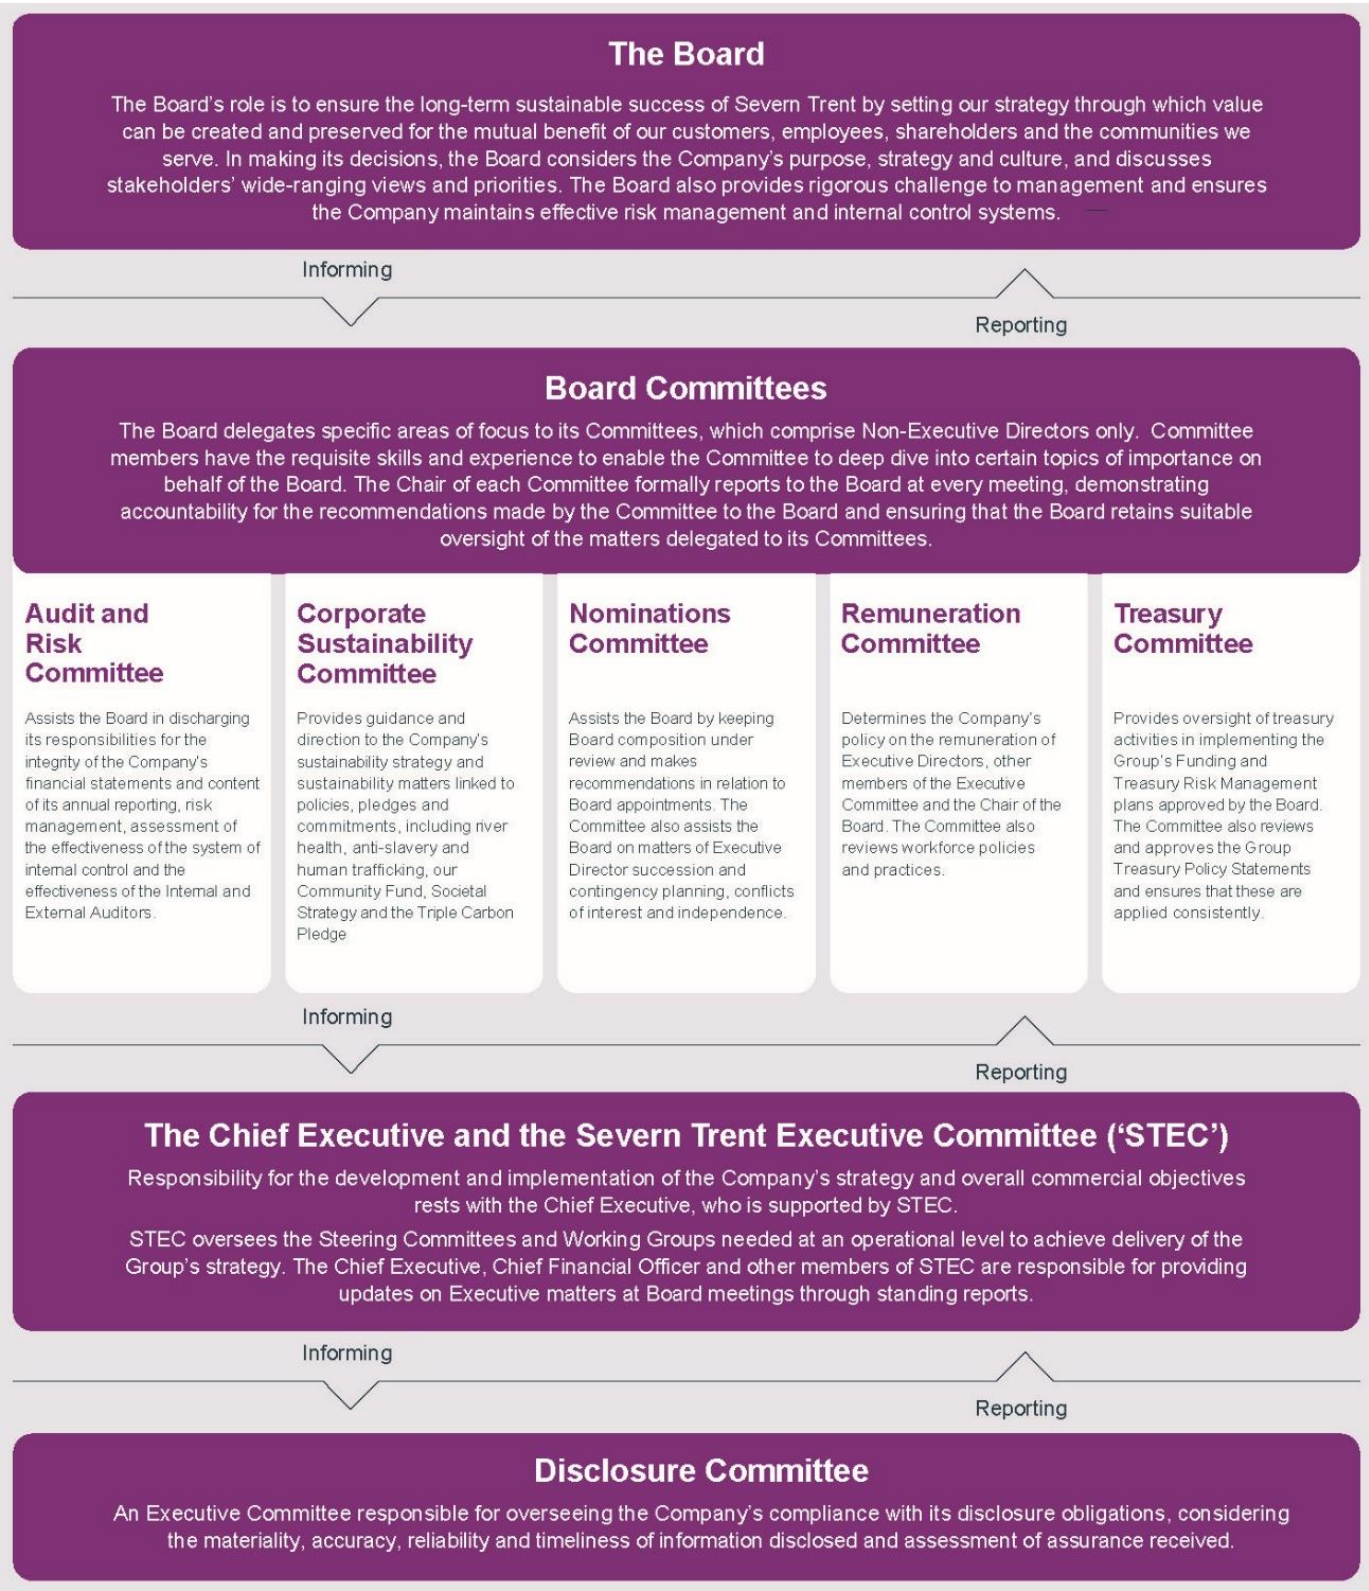 The Board
The Board's role is to ensure the long-term sustainable success of Severn Trent by setting our strategy through which value
can be created and preserved for the mutual benefit of our customers, employees, shareholders and the communities we
serve. In making its decisions, the Board considers the Company's purpose, strategy and culture, and discusses
stakeholders' wide-ranging views and priorities. The Board also provides rigorous challenge to management and ensures
the Company maintains effective risk management and internal control systems. —
Informing
Reporting
Board Committees
The Board delegates specific areas of focus to its Committees, which comprise Non-Executive Directors only. Committee
members have the requisite skills and experience to enable the Committee to deep dive into certain topics of importance on
behalf of the Board. The Chair of each Committee formally reports to the Board at every meeting, demonstrating
accountability for the recommendations made by the Committee to the Board and ensuring that the Board retains suitable
oversight of the matters delegated to its Committees.
Audit and
Risk
Committee
Assists the Board in discharging
its responsibilities for the
integrity of the Company's
financial statements and content
of its annual reporting, risk
management, assessment of
the effectiveness of the system of
internal control and the
effectiveness of the Internal and
External Auditors.
Corporate
Sustainability
Committee
Provides guidance and
direction to the Company's
sustainability strategy and
sustainability matters linked to
policies, pledges and
commitments, including river
health, anti-slavery and
human trafficking, our
Community Fund, Societal
Strategy and the Triple Carbon
Pledge
Nominations
Committee
Assists the Board by keeping
Board composition under
review and makes
recommendations in relation to
Board appointments. The
Committee also assists the
Board on matters of Executive
Director succession and
contingency planning, conflicts
of interest and independence.
Remuneration
Committee
Determines the Company's
policy on the remuneration of
Executive Directors, other
members of the Executive
Committee and the Chair of the
Board. The Committee also
reviews workforce policies
and practices.
Treasury
Committee
Provides oversight of treasury
activities in implementing the
Group's Funding and
Treasury Risk Management
plans approved by the Board.
The Committee also reviews
and approves the Group
Treasury Policy Statements
and ensures that these are
applied consistently.
Informing
Reporting
The Chief Executive and the Severn Trent Executive Committee ('STEC')
Responsibility for the development and implementation of the Company's strategy and overall commercial objectives
rests with the Chief Executive, who is supported by STEC.
STEC oversees the Steering Committees and Working Groups needed at an operational level to achieve delivery of the
Group's strategy. The Chief Executive, Chief Financial Officer and other members of STEC are responsible for providing
updates on Executive matters at Board meetings through standing reports.
Informing
Reporting
Disclosure Committee
An Executive Committee responsible for overseeing the Company's compliance with its disclosure obligations, considering
the materiality, accuracy, reliability and timeliness of information disclosed and assessment of assurance received.